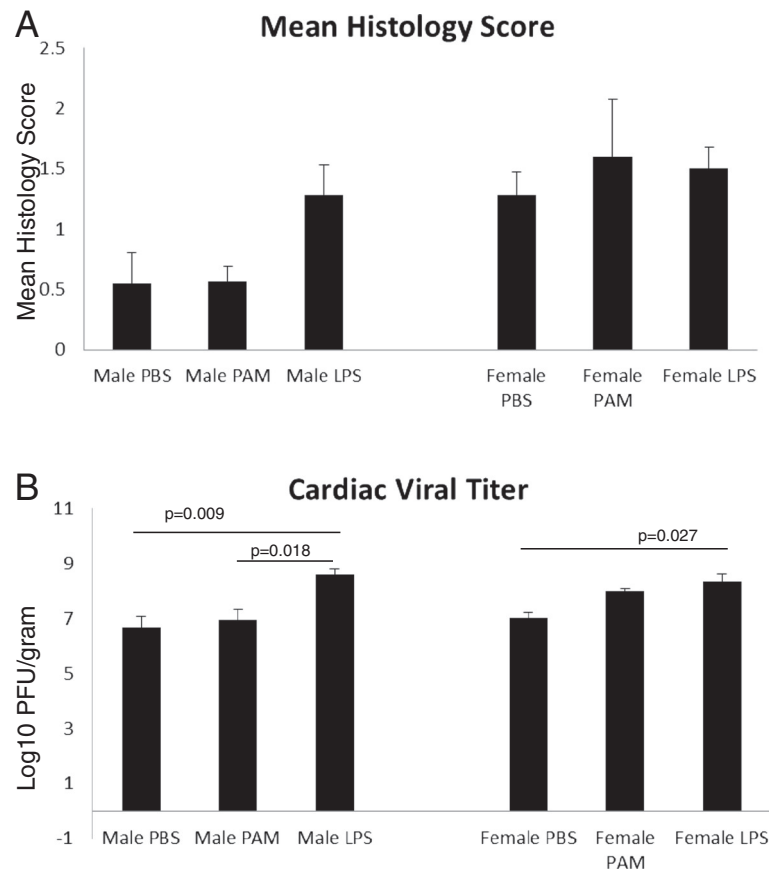 A
Mean Histology Score
Mean Histology Score
2.5
2
1.5
1
0.5
0
Male PBS Male PAM Male LPS Female PBS Female PAM Female LPS
B
Cardiac Viral Titer
Log10 PFU/gram
11
9
7
5
3
1
-1
p=0.009
p=0.018
p=0.027
Male PBS Male PAM Male LPS Female PBS Female PAM Female LPS